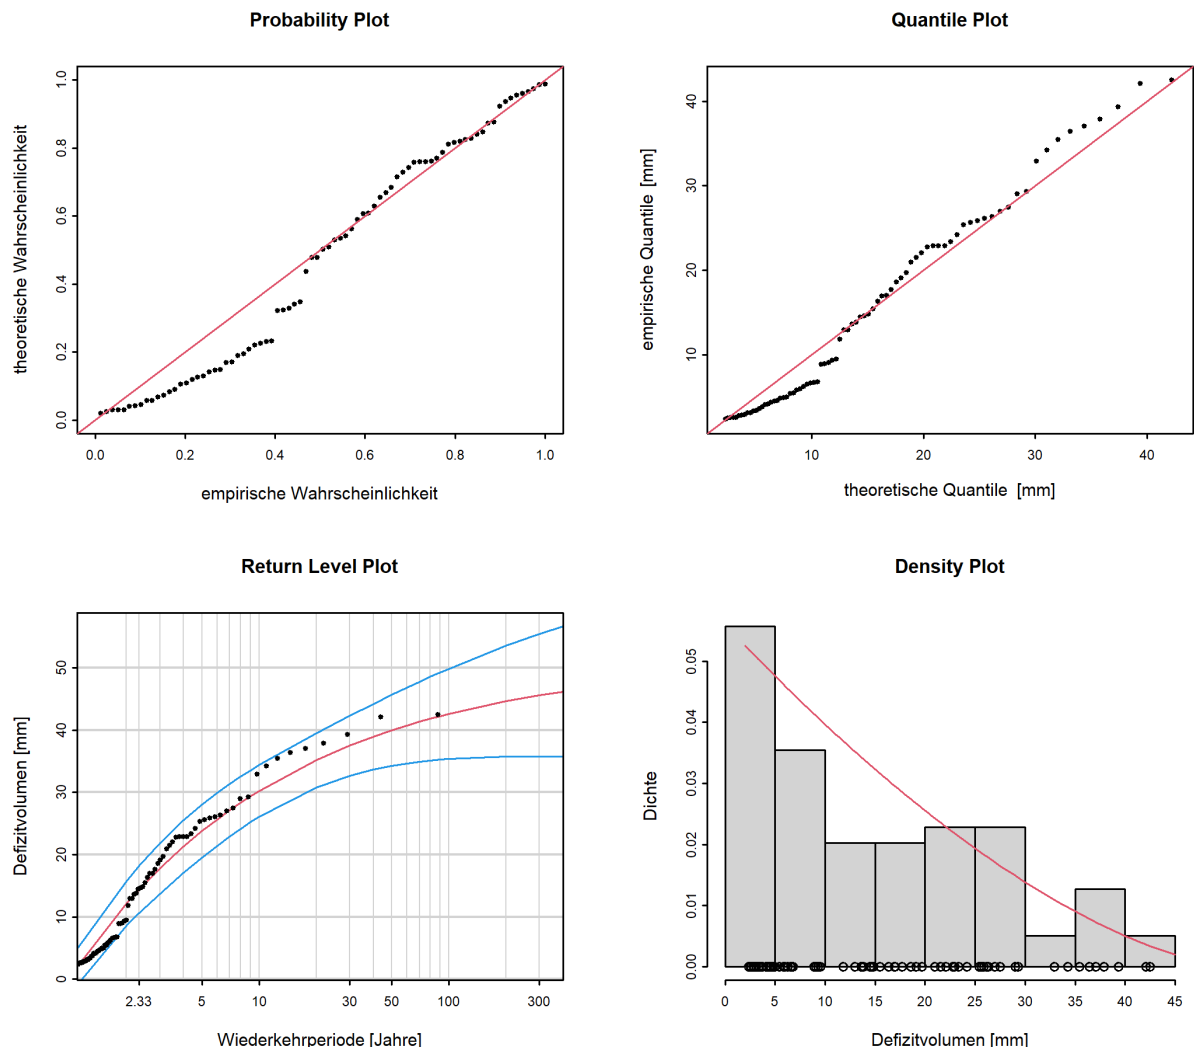 Probability Plot
theoretische Wahrscheinlichkeit
0.0 0.2 0.4 0.6 0.8 1.0
0.0 0.2 0.4 0.6 0.8 1.0
empirische Wahrscheinlichkeit
Quantile Plot
empirische Quantile [mm]
10 20 30 40
10 20 30 40
theoretische Quantile [mm]
Return Level Plot
Defizitvolumen [mm]
0 10 20 30 40 50
2.33 5 10 30 50 100 300
Wiederkehrperiode [Jahre]
Density Plot
Dichte
0.00 0.01 0.02 0.03 0.04 0.05
0 5 10 15 20 25 30 35 40 45
Defizitvolumen [mm]